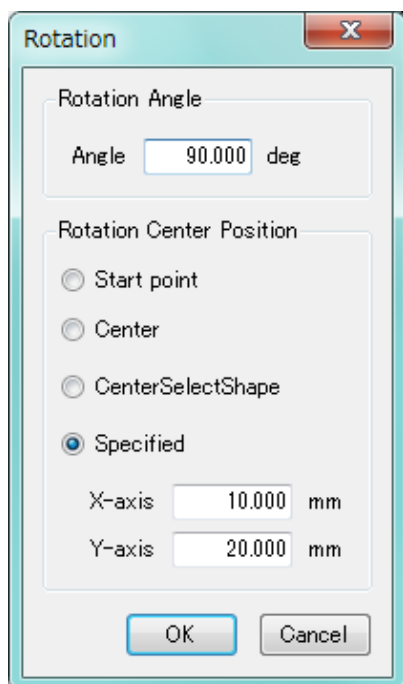 Rotation
Rotation Angle
Angle 90.000 deg
Rotation Center Position
Start point
Center
CenterSelectShape
Specified
X-axis 10.000 mm
Y-axis 20.000 mm
OK Cancel